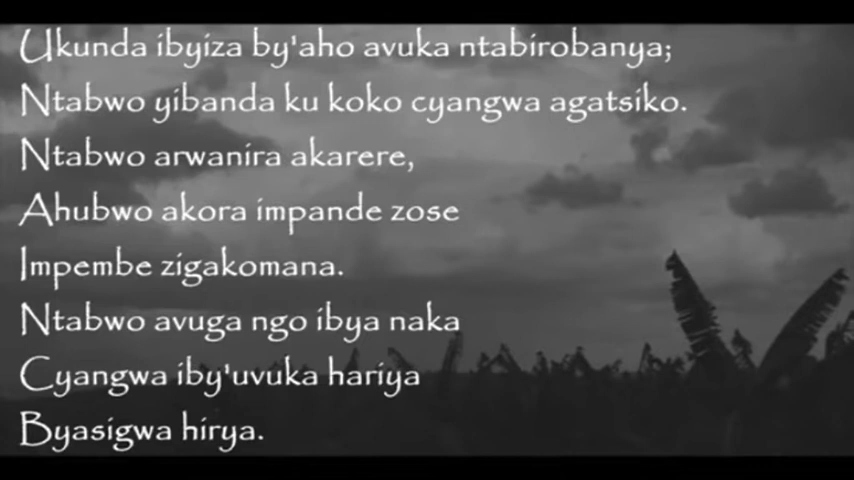 Ukunda ibyiza by'aho avuka ntabirobanya;
Ntabwo yibanda ku koko cyangwa agatsiko.
Ntabwo arwanira akarere,
Ahubwo akora impande zose
Impembe zigakomana.
Ntabwo avuga ngo ibya naka
Cyangwa iby'uvuka hariya
Byasigwa hirya.